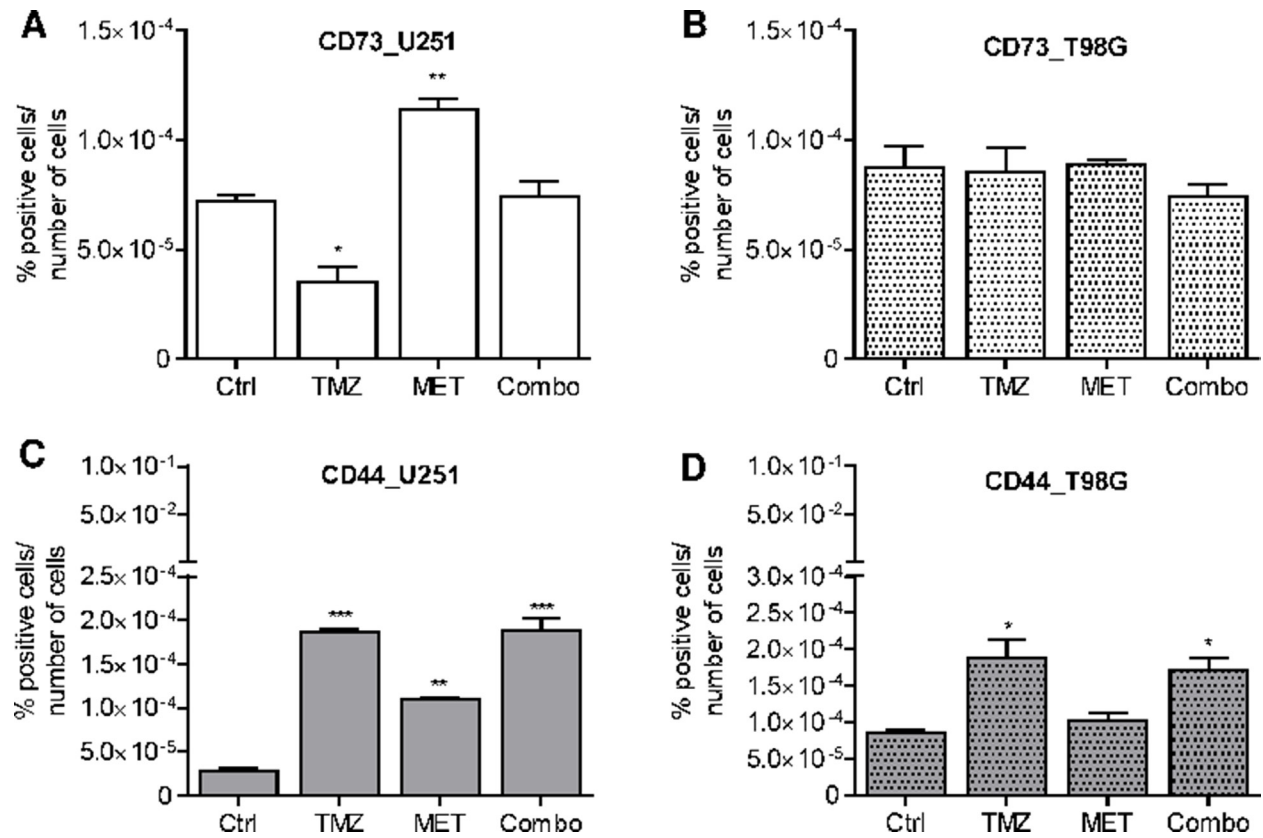 A
CD73_U251
% positive cells/
number of cells
1.5× 10⁻⁴
1.0× 10⁻⁴
5.0× 10⁻⁵
0
*
**
Ctrl TMZ MET Combo
B
CD73_T98G
% positive cells/
number of cells
1.5× 10⁻⁴
1.0× 10⁻⁴
5.0× 10⁻⁵
0
Ctrl TMZ MET Combo
C
CD44_U251
% positive cells/
number of cells
1.0× 10⁻¹
5.0× 10⁻²
2.5× 10⁻⁴
2.0× 10⁻⁴
1.5× 10⁻⁴
1.0× 10⁻⁴
5.0× 10⁻⁵
0
***
**
***
Ctrl TMZ MET Combo
D
CD44_T98G
% positive cells/
number of cells
1.0× 10⁻¹
5.0× 10⁻²
3.0× 10⁻⁴
2.0× 10⁻⁴
1.5× 10⁻⁴
1.0× 10⁻⁴
5.0× 10⁻⁵
0
*
*
Ctrl TMZ MET Combo